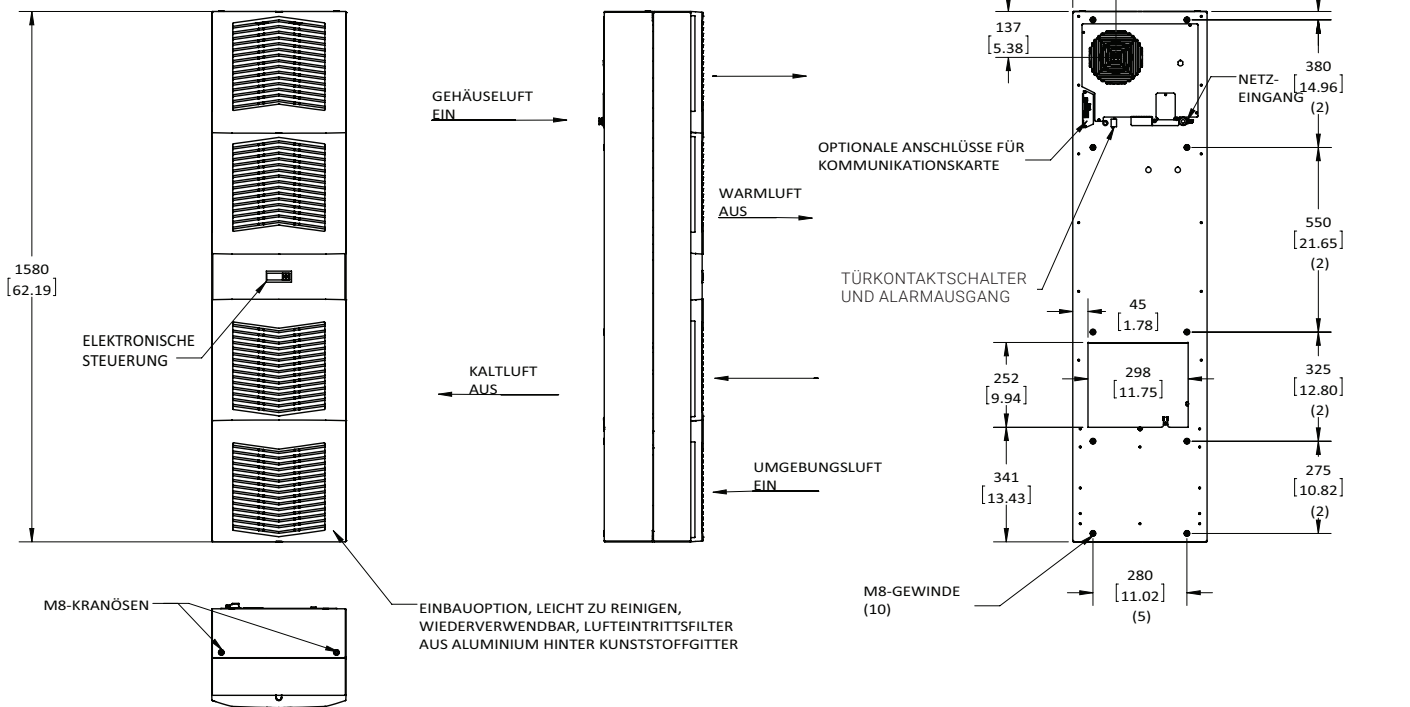 1580
[62.19]
ELEKTRONISCHE
STEUERUNG
M8-KRANÖSEN
EINBAUOPTION, LEICHT ZU REINIGEN,
WIEDERVERWENDBAR, LUFTEINTRITTSFILTER
AUS ALUMINIUM HINTER KUNSTSTOFFGITTER
GEHÄUSELUFT
EIN
KALTLUFT
AUS
WARMLUFT
AUS
UMGEBUNGSLUFT
EIN
137
[5.38]
NETZ-
EINGANG
OPTIONALE ANSCHLÜSSE FÜR
KOMMUNIKATIONSKARTE
TÜRKONTAKTSCHALTER
UND ALARMAUSGANG
45
[1.78]
252
[9.94]
298
[11.75]
341
[13.43]
M8-GEWINDE
(10)
280
[11.02]
(5)
380
[14.96]
(2)
550
[21.65]
(2)
325
[12.80]
(2)
275
[10.82]
(2)